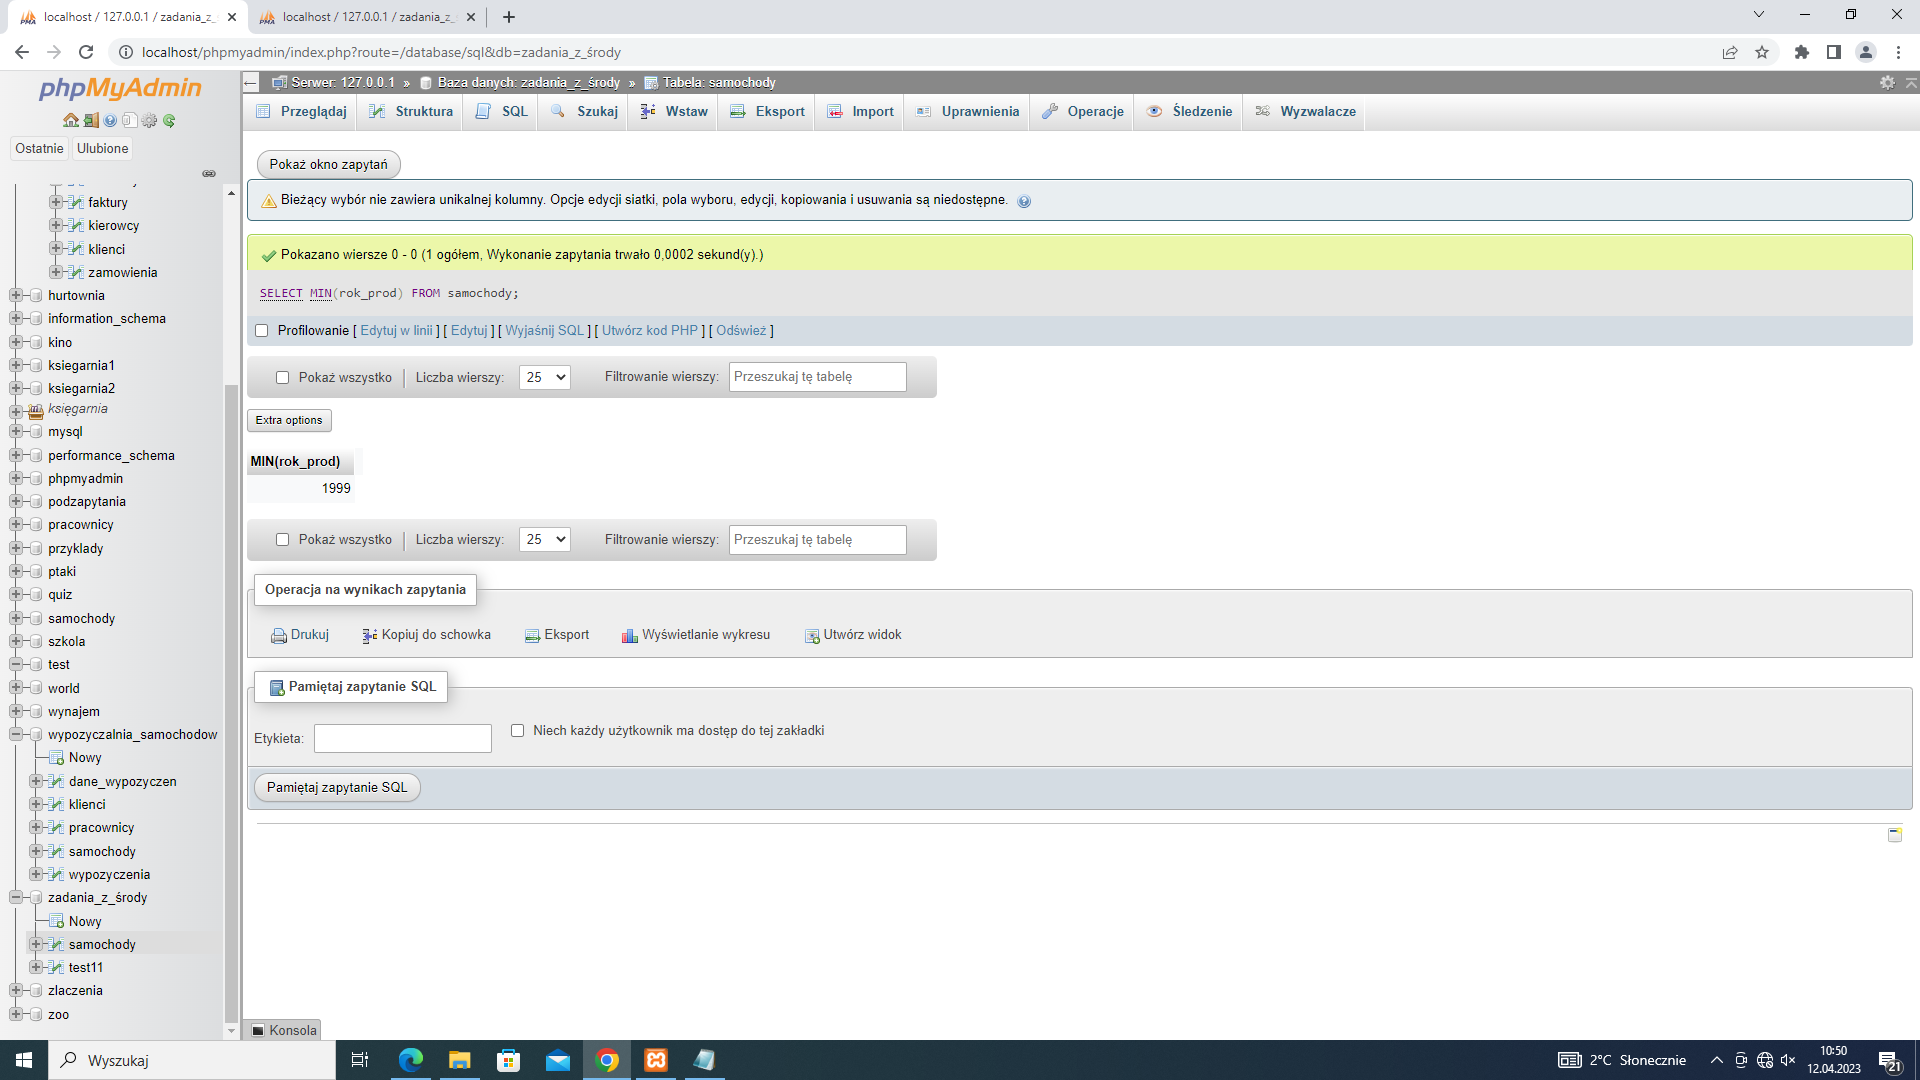 localhost / 127.0.0.1 / zadania_z_ś
localhost / 127.0.0.1 / zadania_z_
localhost/phpmyadmin/index.php?route=/database/sql&db=zadania_z_środy
phpMyAdmin
Ostatnie
Ulubione
faktury
kierowcy
klienci
zamowienia
hurtownia
information_schema
kino
ksiegarnia1
ksiegarnia2
księgarnia
mysql
performance_schema
phpmyadmin
podzapytania
pracownicy
przyklady
ptaki
quiz
samochody
szkola
test
world
wynajem
wypozyczalnia_samochodow
Nowy
dane_wypozyczen
klienci
pracownicy
samochody
wypozyczenia
zadania_z_środy
Nowy
samochody
test11
zlaczenia
zoo
Serwer: 127.0.0.1 » Baza danych: zadania_z_środy » Tabela: samochody
Przeglądaj Struktura SQL Szukaj Wstaw Eksport Import Uprawnienia Operacje Śledzenie Wyzwalacze
Pokaż okno zapytań
Bieżący wybór nie zawiera unikalnej kolumny. Opcje edycji siatki, pola wyboru, edycji, kopiowania i usuwania są niedostępne.
Pokazano wiersze 0 - 0 (1 ogółem, Wykonanie zapytania trwało 0,0002 sekund(y).)
SELECT MIN(rok_prod) FROM samochody;
Profilowanie [ Edytuj w linii ] [ Edytuj ] [ Wyjaśnij SQL ] [ Utwórz kod PHP ] [ Odśwież ]
Pokaż wszystko Liczba wierszy: 25 Filtrowanie wierszy: Przeszukaj tę tabelę
Extra options
MIN(rok_prod)
1999
Pokaż wszystko Liczba wierszy: 25 Filtrowanie wierszy: Przeszukaj tę tabelę
Operacja na wynikach zapytania
Drukuj Kopiuj do schowka Eksport Wyświetlanie wykresu Utwórz widok
Pamiętaj zapytanie SQL
Etykieta: Niech każdy użytkownik ma dostęp do tej zakładki
Pamiętaj zapytanie SQL
Konsola
Wyszukaj
2°C Słonecznie
10:50
12.04.2023
21